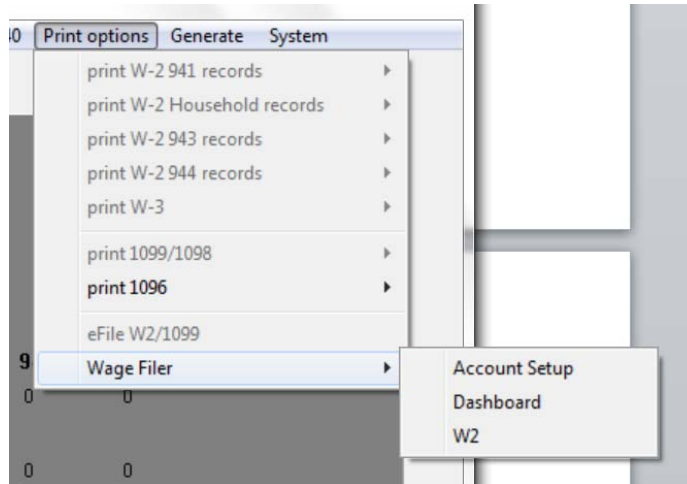 40 Print options Generate System
print W-2 941 records
print W-2 Household records
print W-2 943 records
print W-2 944 records
print W-3
print 1099/1098
print 1096
eFile W2/1099
9 Wage Filer Account Setup
0 0 Dashboard
W2
0 0